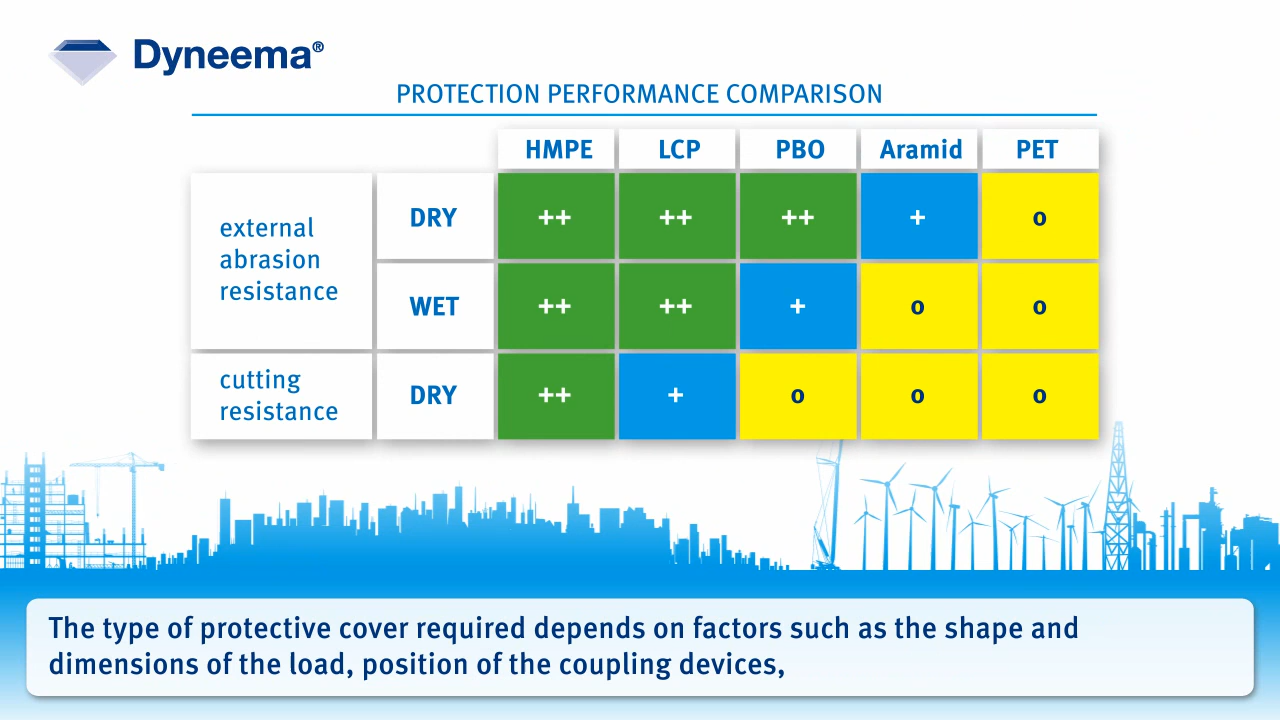 Dyneema®
PROTECTION PERFORMANCE COMPARISON
HMPE LCP PBO Aramid PET
external
abrasion
resistance
DRY ++ ++ ++ + o
WET ++ ++ + o o
cutting
resistance
DRY ++ + o o o
The type of protective cover required depends on factors such as the shape and
dimensions of the load, position of the coupling devices,